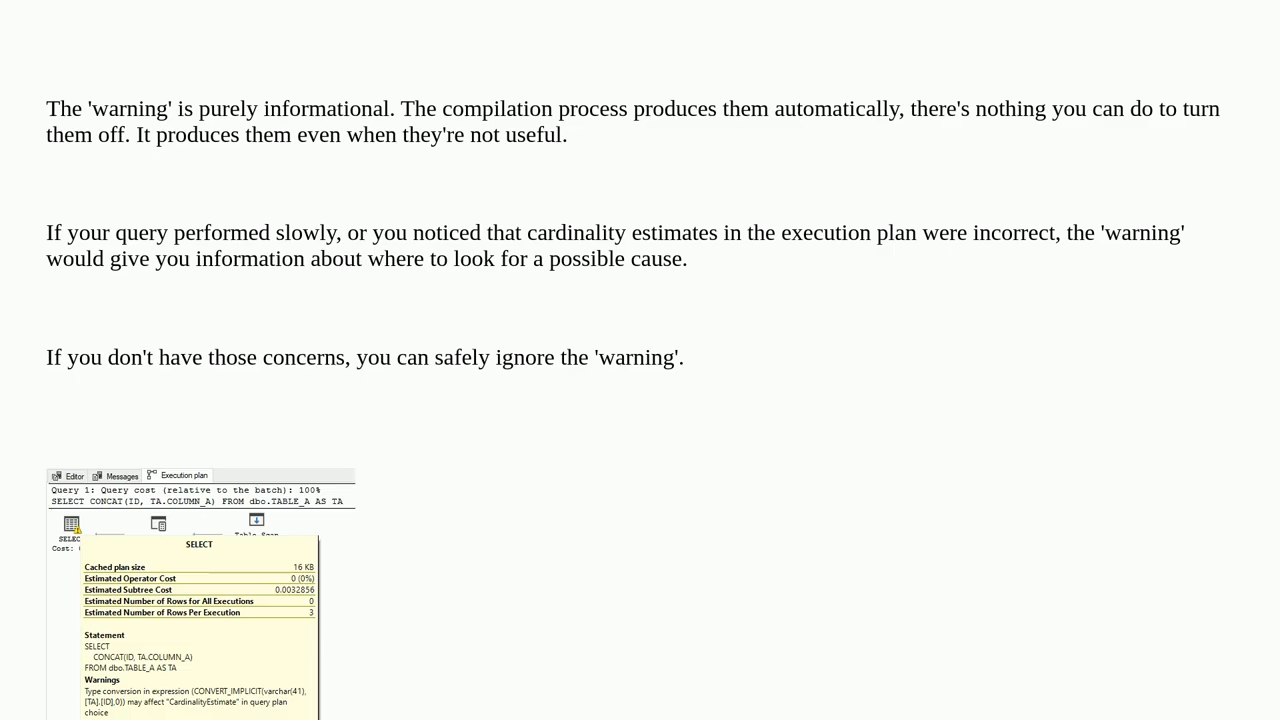 The 'warning' is purely informational. The compilation process produces them automatically, there's nothing you can do to turn
them off. It produces them even when they're not useful.
If your query performed slowly, or you noticed that cardinality estimates in the execution plan were incorrect, the 'warning'
would give you information about where to look for a possible cause.
If you don't have those concerns, you can safely ignore the 'warning'.
Editor Messages Execution plan
Query 1: Query cost (relative to the batch): 100%
SELECT CONCAT(ID, TA.COLUMN_A) FROM dbo.TABLE_A AS TA
Cost:
SELECT
Cached plan size 16 KB
Estimated Operator Cost 0 (0%)
Estimated Subtree Cost 0.0032856
Estimated Number of Rows for All Executions 0
Estimated Number of Rows Per Execution 3
Statement
SELECT
CONCAT(ID, TA.COLUMN_A)
FROM dbo.TABLE_A AS TA
Warnings
Type conversion in expression (CONVERT_IMPLICIT(varchar(41),
[TA].[ID],0)) may affect "CardinalityEstimate" in query plan
choice